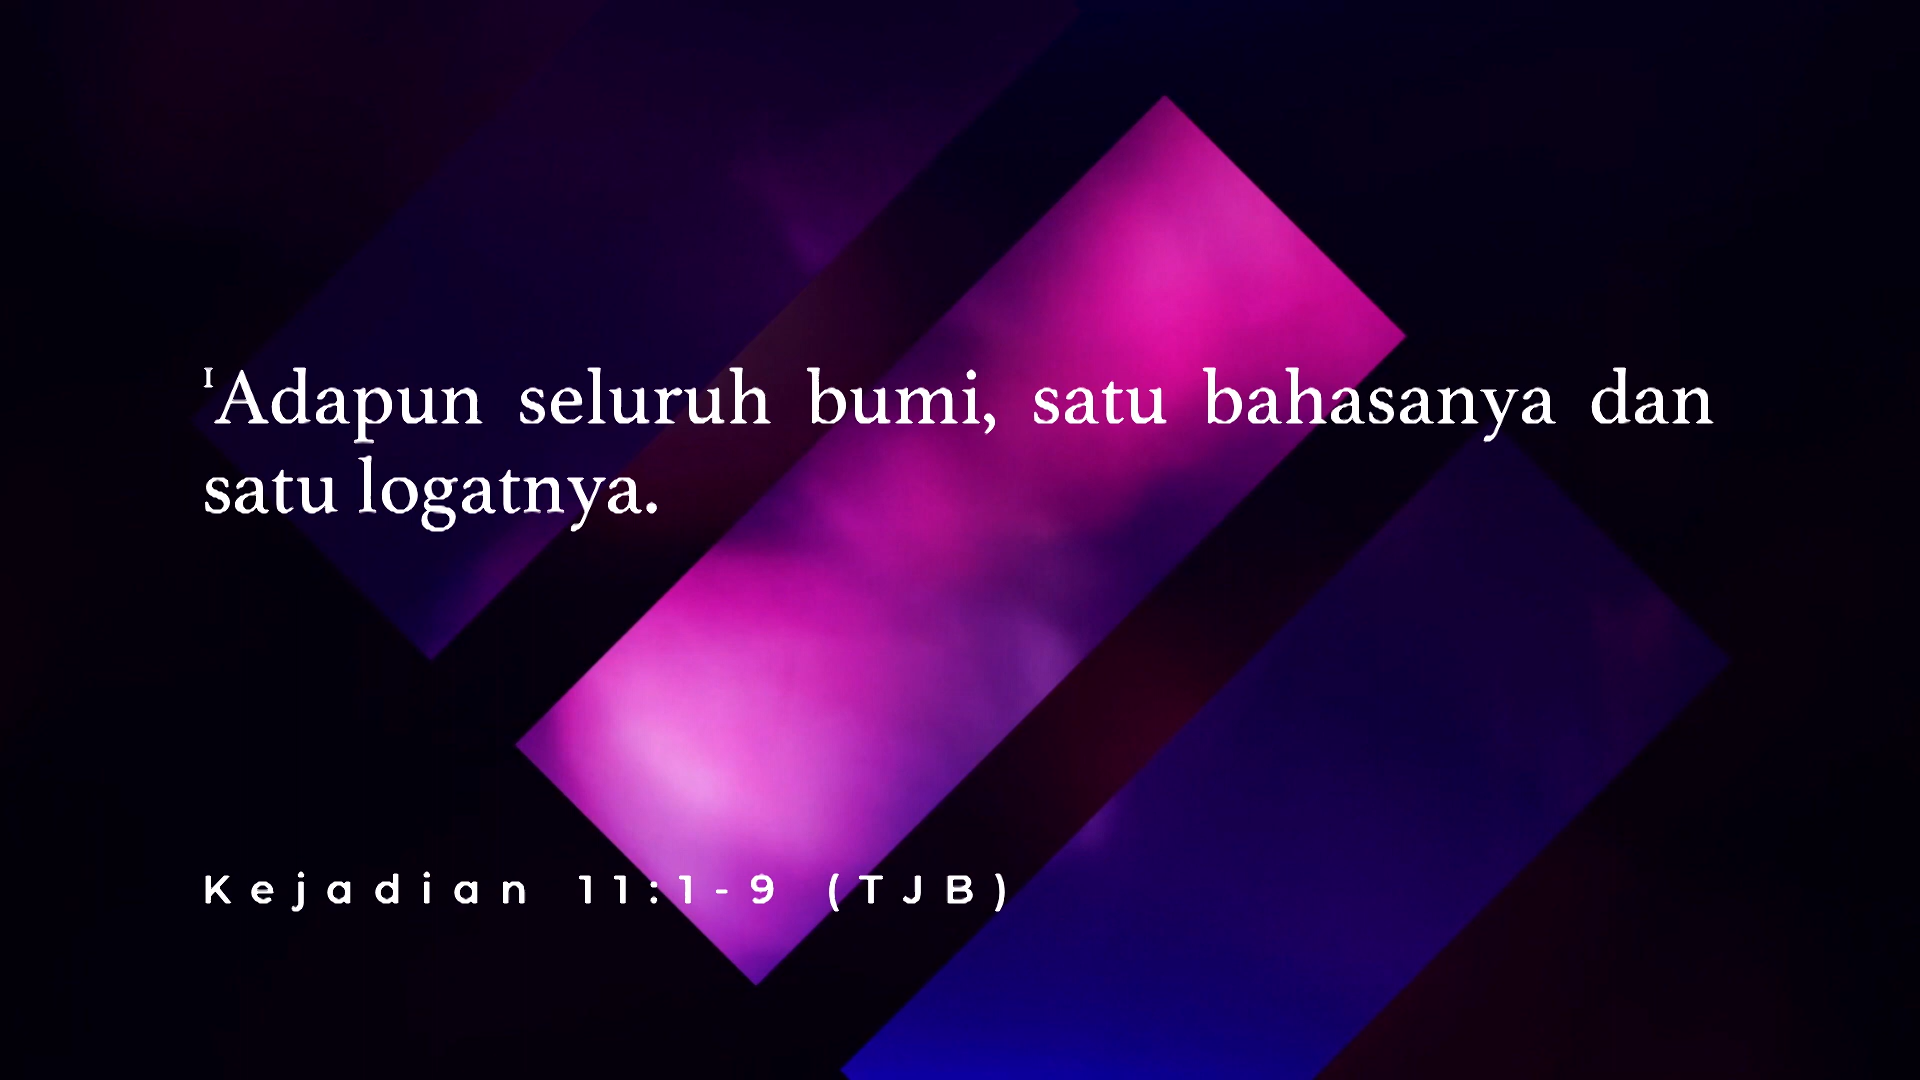 ¹Adapun seluruh bumi, satu bahasanya dan
satu logatnya.
Kejadian 11:1-9 (TJB)